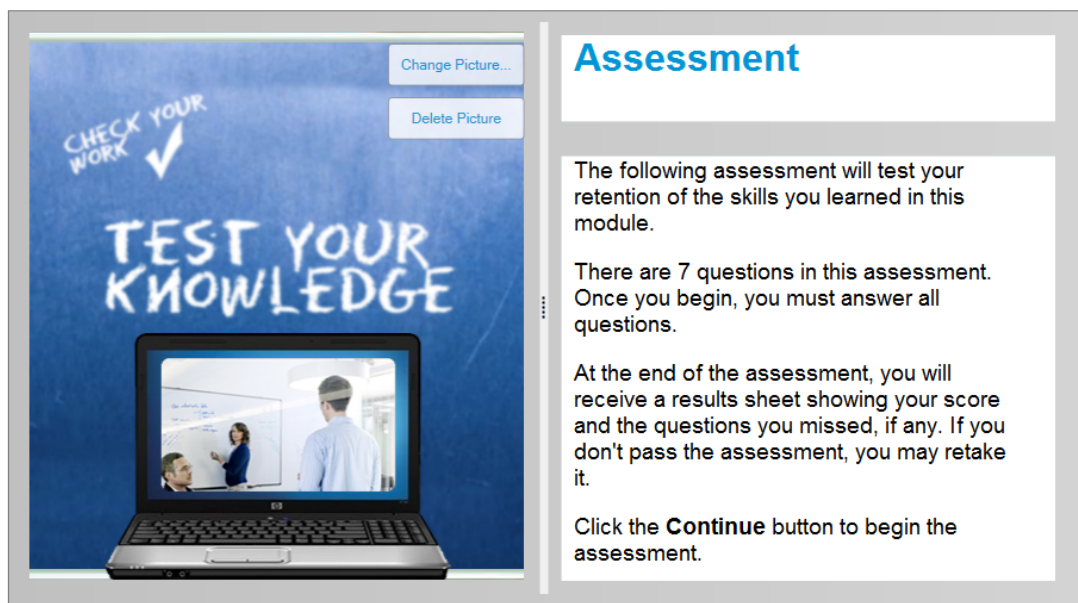 CHECK YOUR
WORK
Change Picture...
Delete Picture
TEST YOUR
KNOWLEDGE
hp
Assessment
The following assessment will test your
retention of the skills you learned in this
module.
There are 7 questions in this assessment.
Once you begin, you must answer all
questions.
At the end of the assessment, you will
receive a results sheet showing your score
and the questions you missed, if any. If you
don't pass the assessment, you may retake
it.
Click the Continue button to begin the
assessment.